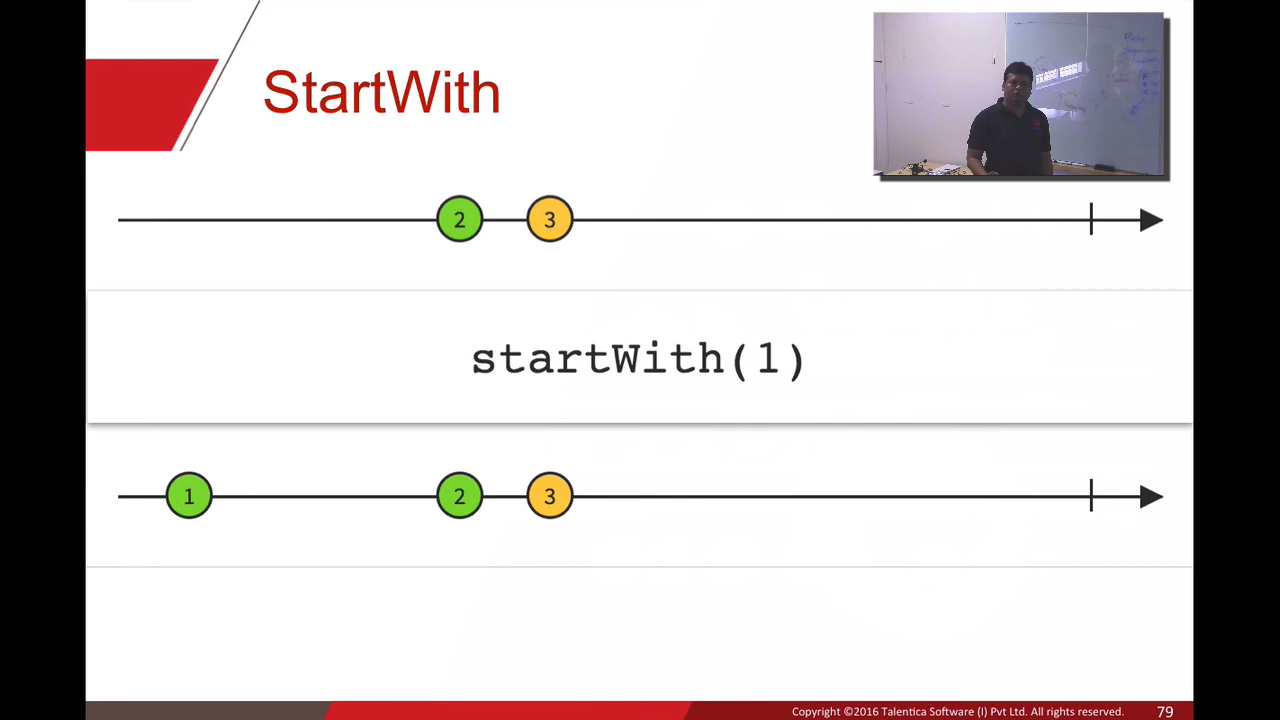 StartWith
2 3
startWith(1)
1 2 3
Copyright ©2016 Talentica Software (I) Pvt Ltd. All rights reserved. 79